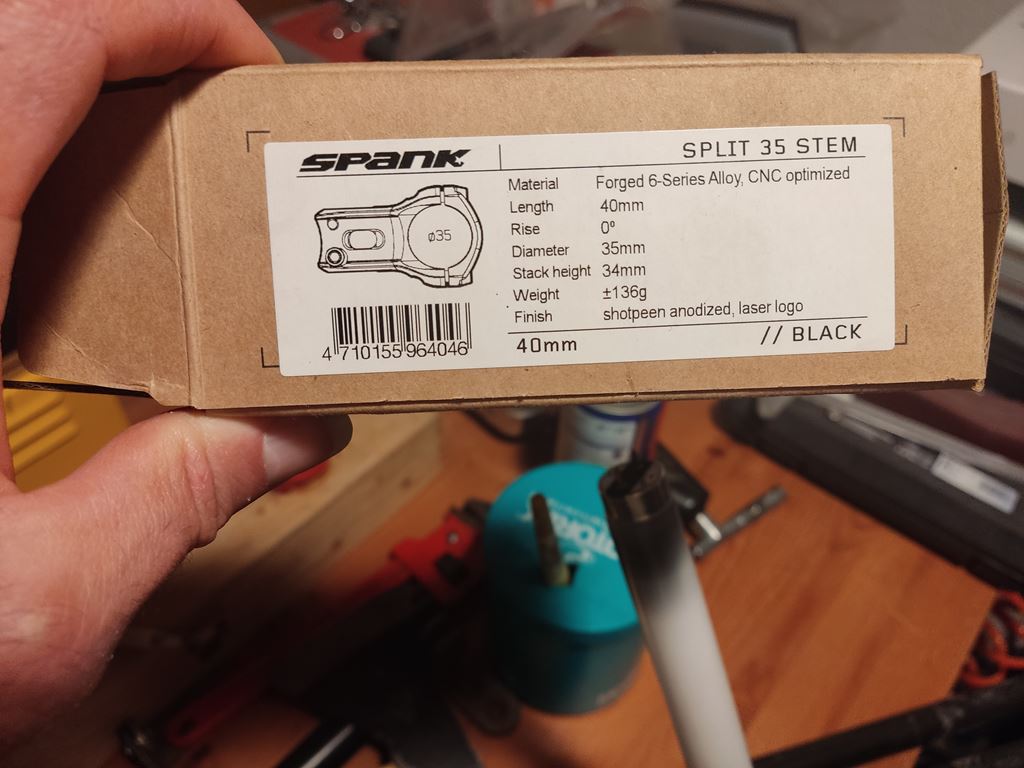 SPANK
SPLIT 35 STEM
Material Forged 6-Series Alloy, CNC optimized
Length 40mm
Rise 0°
Diameter 35mm
Stack height 34mm
Weight ±136g
Finish shotpeen anodized, laser logo
ø35
4 710155 964046
40mm // BLACK